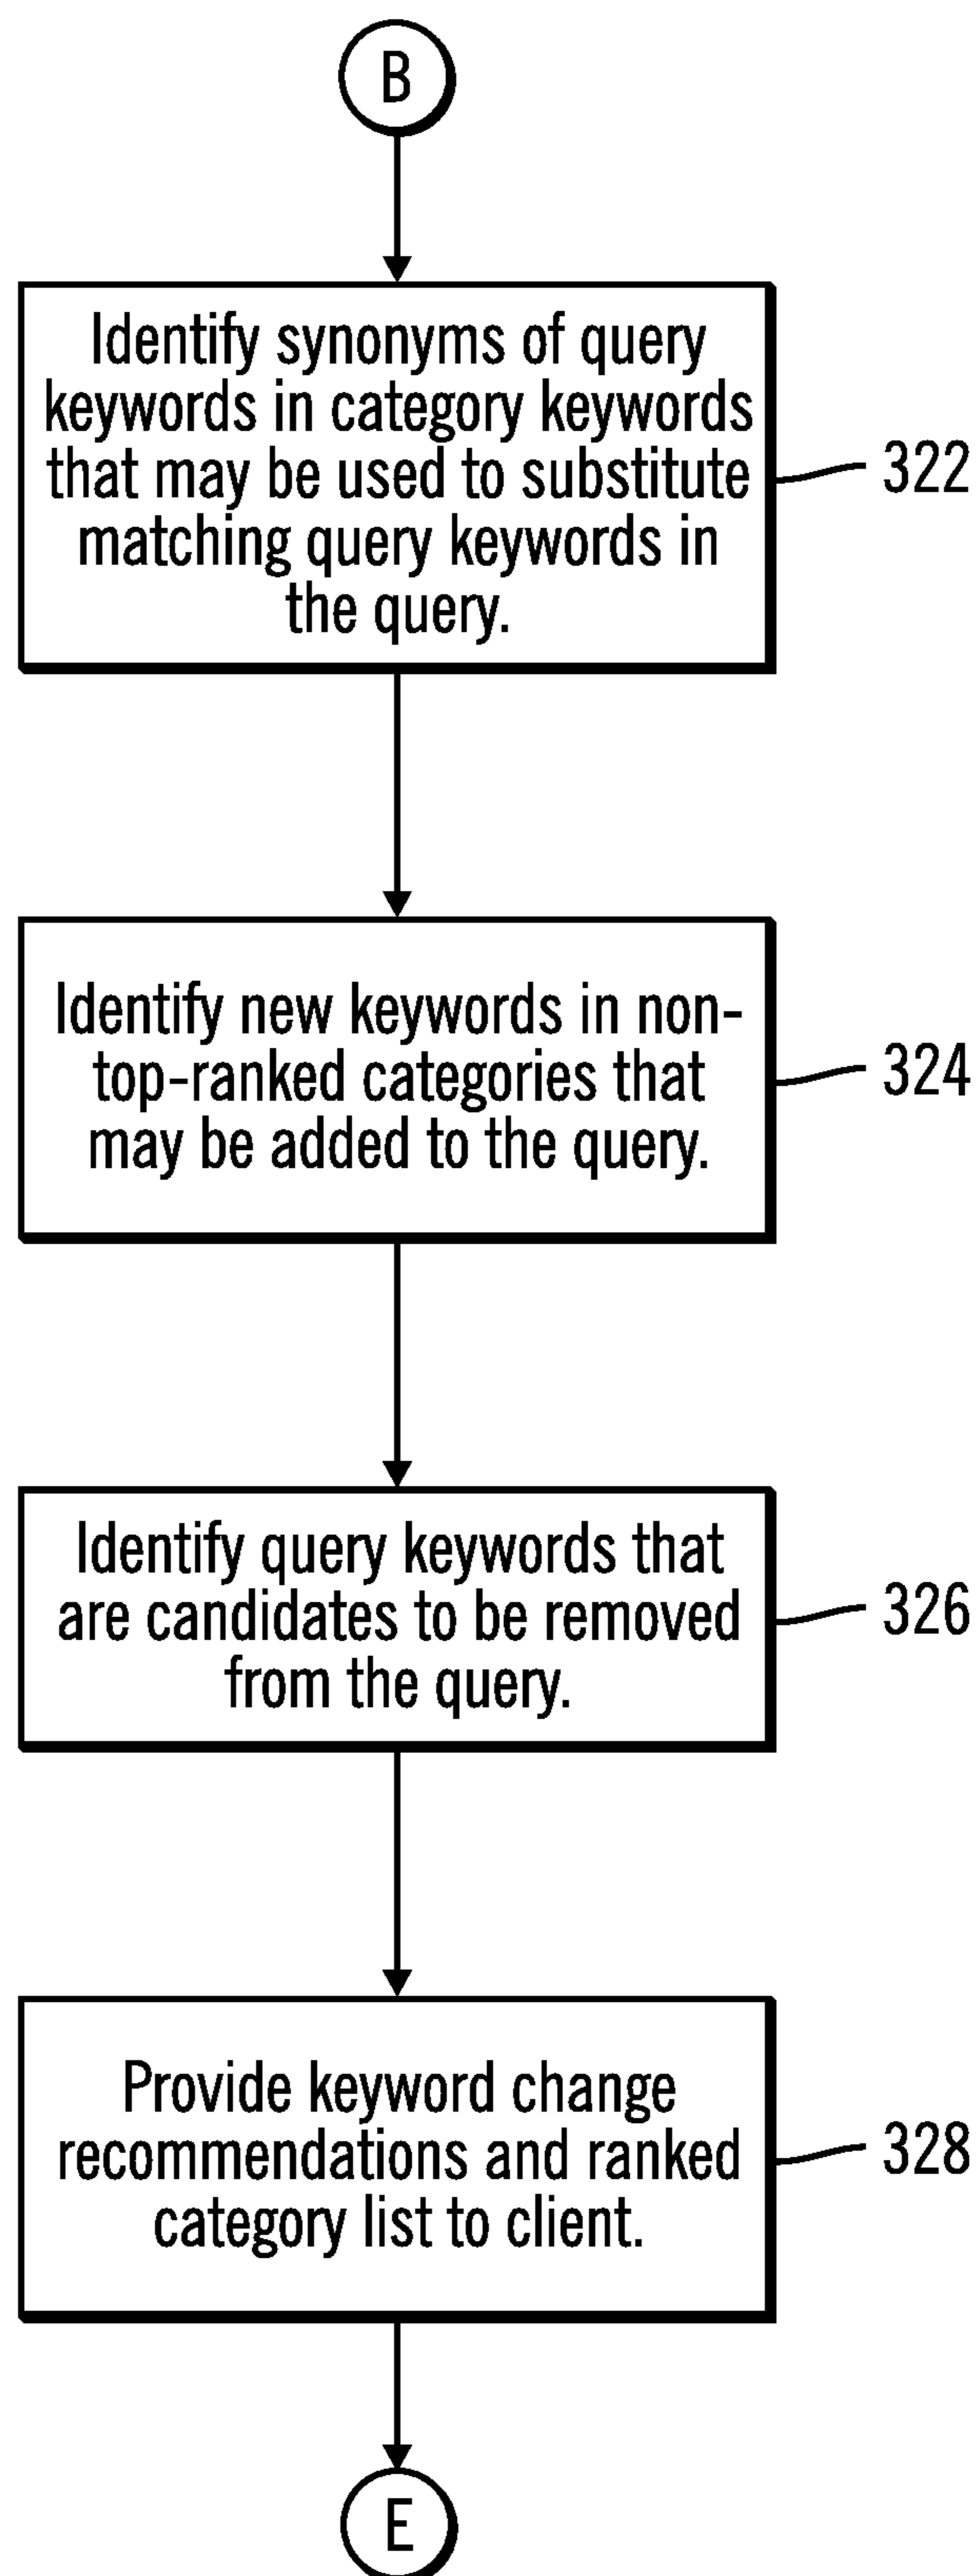 B
Identify synonyms of query
keywords in category keywords
that may be used to substitute
matching query keywords in
the query.
322
Identify new keywords in non-
top-ranked categories that
may be added to the query.
324
Identify query keywords that
are candidates to be removed
from the query.
326
Provide keyword change
recommendations and ranked
category list to client.
328
E